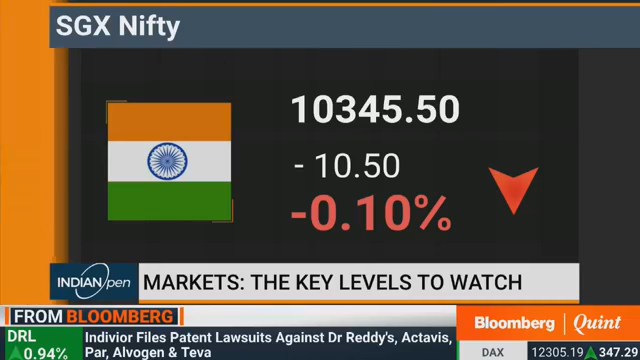 SGX Nifty
10345.50
- 10.50
-0.10%
INDIAN Open
MARKETS: THE KEY LEVELS TO WATCH
FROM BLOOMBERG
Bloomberg | Quint
DRL
0.94%
Indivior Files Patent Lawsuits Against Dr Reddy's, Actavis,
Par, Alvogen & Teva
DAX 12305.19 347.29